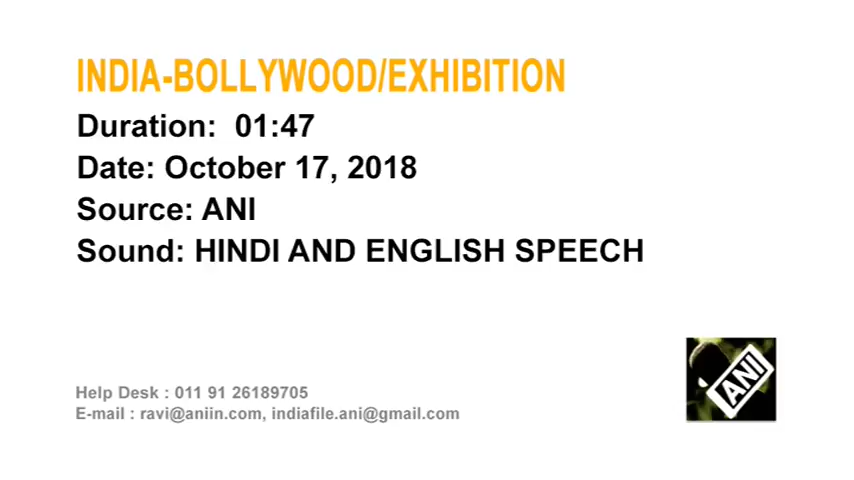 INDIA-BOLLYWOOD/EXHIBITION
Duration:  01:47
Date: October 17, 2018
Source: ANI
Sound: HINDI AND ENGLISH SPEECH
Help Desk : 011 91 26189705
E-mail : ravi@aniin.com, indiafile.ani@gmail.com
ANI